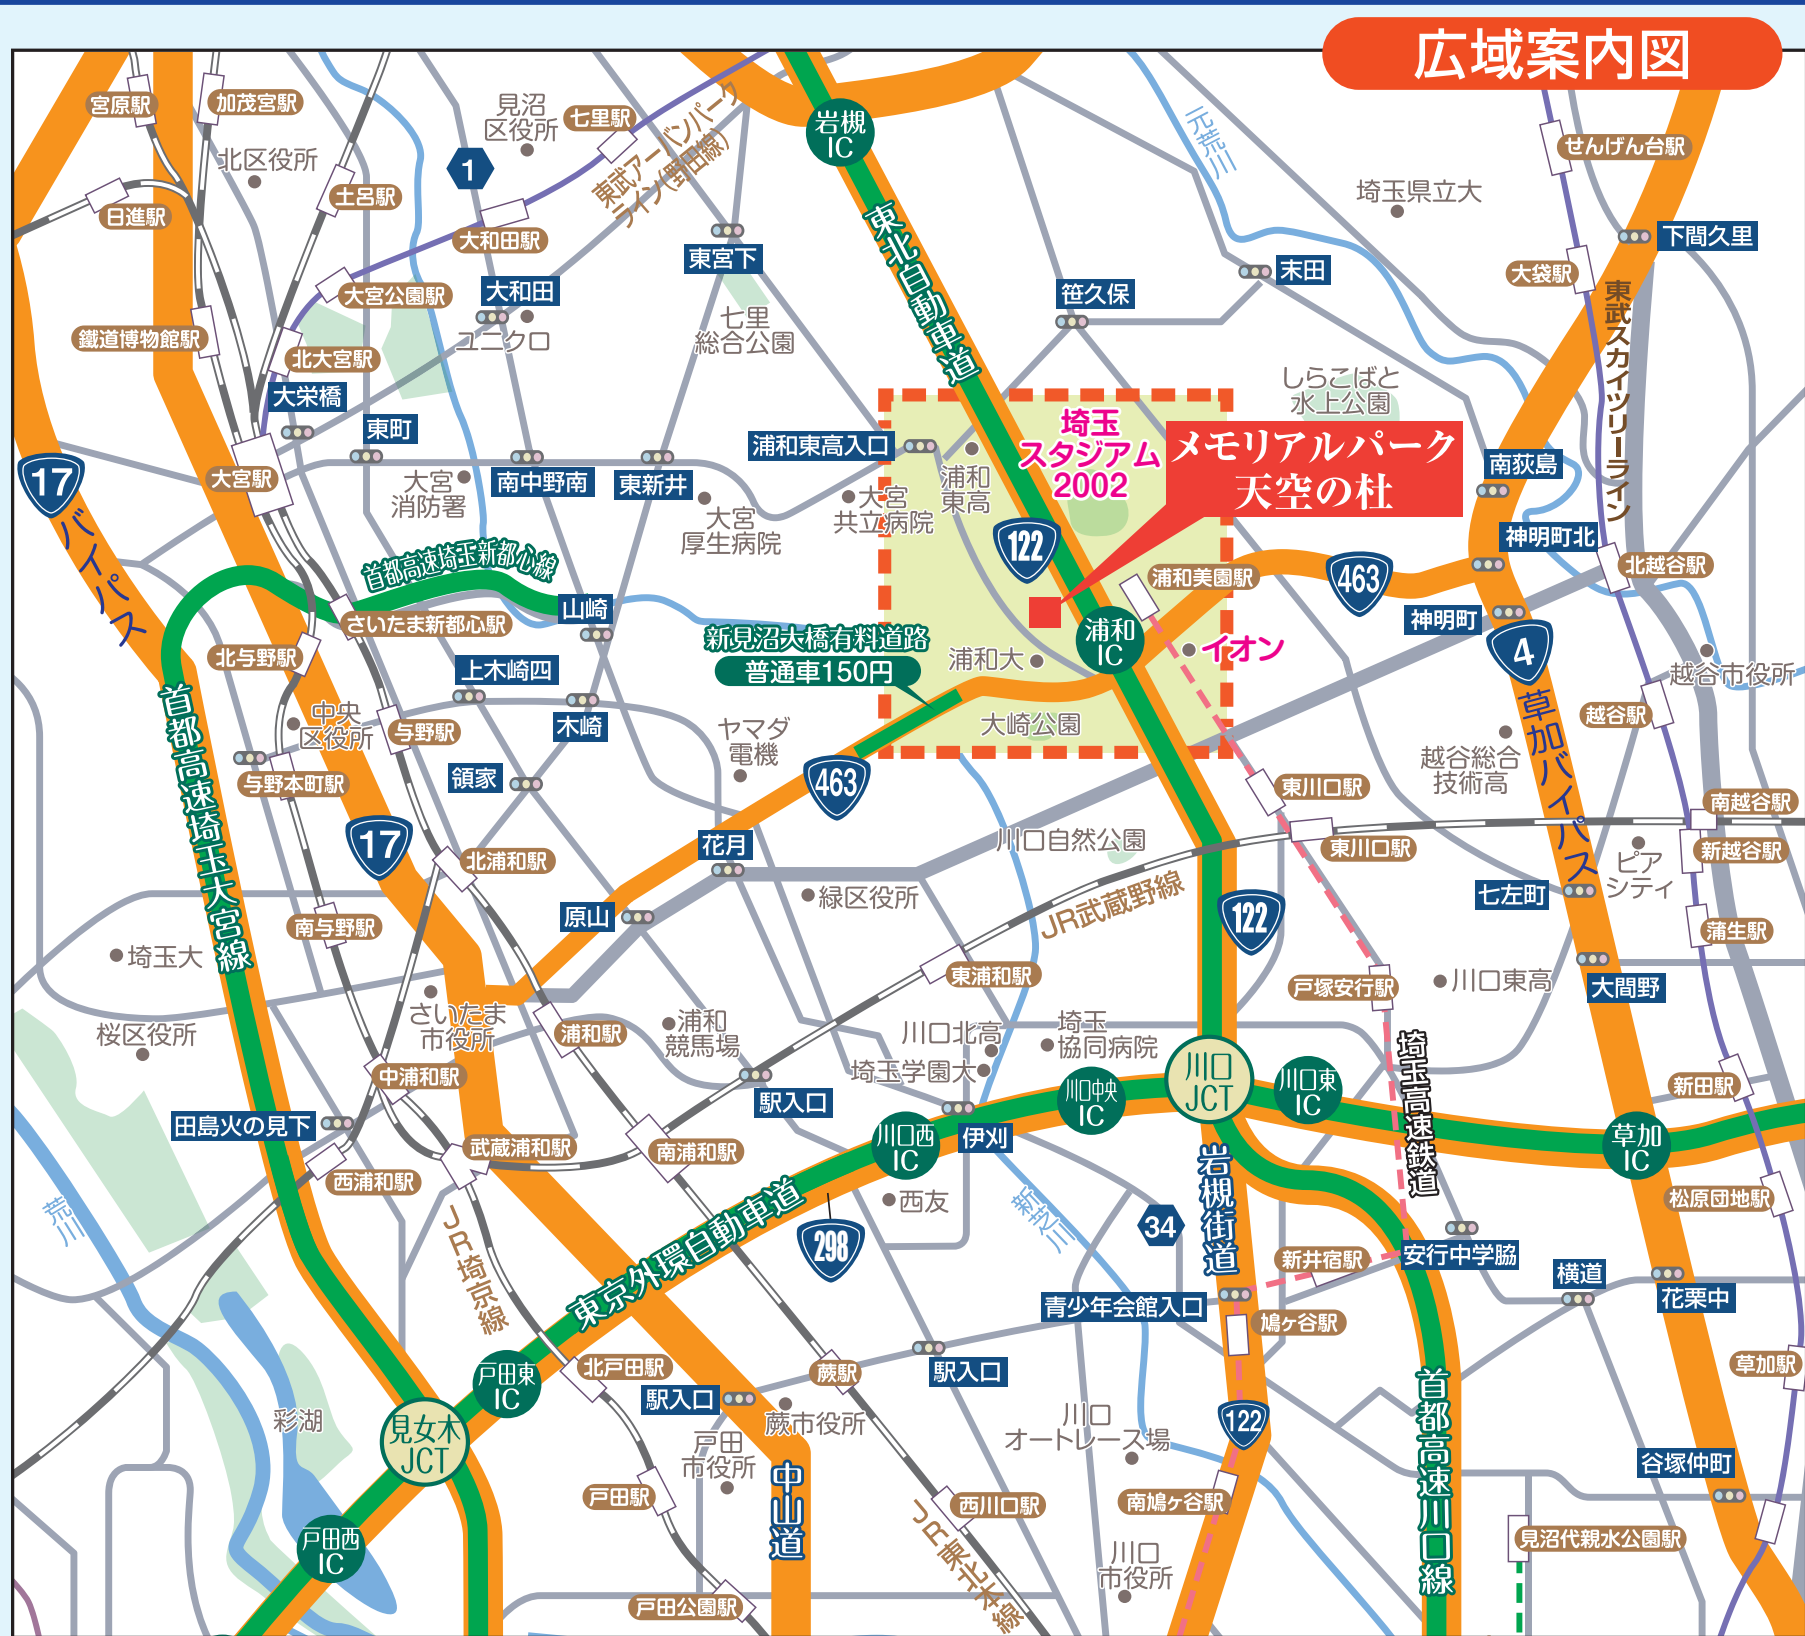 広域案内図
宮原駅
加茂宮駅
見沼
区役所
七里駅
東武アーバンパーク
ライン(野田線)
岩槻
IC
元荒川
せんげん台駅
北区役所
1
土呂駅
日進駅
大和田駅
埼玉県立大
東北自動車道
東宮下
下間久里
末田
大袋駅
大宮公園駅
大和田
ユニクロ
笹久保
東武スカイツリーライン
鐵道博物館駅
北大宮駅
七里
総合公園
大栄橋
東町
しらこばと
水上公園
埼玉
スタジアム
2002
メモリアルパーク
天空の杜
浦和東高入口
大宮駅
大宮
消防署
南中野南
東新井
浦和
東高
南荻島
17
バイパス
大宮
共立病院
大宮
厚生病院
122
神明町北
首都高速埼玉新都心線
浦和美園駅
463
北越谷駅
さいたま新都心駅
山崎
神明町
新見沼大橋有料道路
普通車150円
浦和
IC
イオン
浦和大
4
草加バイパス
越谷市役所
北与野駅
上木崎四
首都高速埼玉大宮線
中央
区役所
与野駅
木崎
ヤマダ
電機
大崎公園
越谷駅
越谷総合
技術高
与野本町駅
領家
463
東川口駅
南越谷駅
17
花月
川口自然公園
東川口駅
新越谷駅
北浦和駅
ピア
シティ
緑区役所
七左町
JR武蔵野線
122
原山
南与野駅
蒲生駅
埼玉大
東浦和駅
戸塚安行駅
川口東高
大間野
さいたま
市役所
桜区役所
浦和駅
浦和
競馬場
川口北高
埼玉
協同病院
埼玉学園大
埼玉高速鉄道
中浦和駅
駅入口
川口中央
IC
川口
JCT
川口東
IC
新田駅
田島火の見下
武蔵浦和駅
南浦和駅
川口西
IC
伊刈
草加
IC
西浦和駅
岩槻街道
松原団地駅
荒川
西友
新芝川
34
JR埼京線
東京外環自動車道
298
新井宿駅
安行中学脇
横道
花栗中
青少年会館入口
鳩ヶ谷駅
草加駅
戸田東
IC
北戸田駅
蕨駅
駅入口
駅入口
蕨市役所
首都高速川口線
彩湖
見女木
JCT
戸田
市役所
川口
オートレース場
122
谷塚仲町
中山道
戸田駅
西川口駅
南鳩ヶ谷駅
戸田西
IC
JR東北本線
川口
市役所
見沼代親水公園駅
戸田公園駅